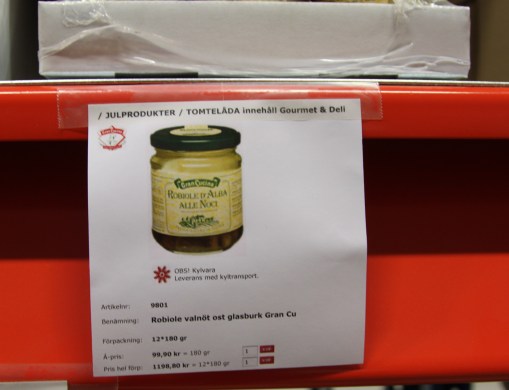 / JULPRODUKTER / TOMTELÅDA innehåll Gourmet & Deli
Gran Cucina
ROBIOLE D'ALBA
ALLE NOCI
OBS! Kylvara
Leverans med kyltransport.
Artikelnr: 9801
Benämning: Robiole valnöt ost glasburk Gran Cu
Förpackning: 12*180 gr
À-pris: 99,90 kr = 180 gr 1
Pris hel förp: 1198,80 kr = 12*180 gr 1